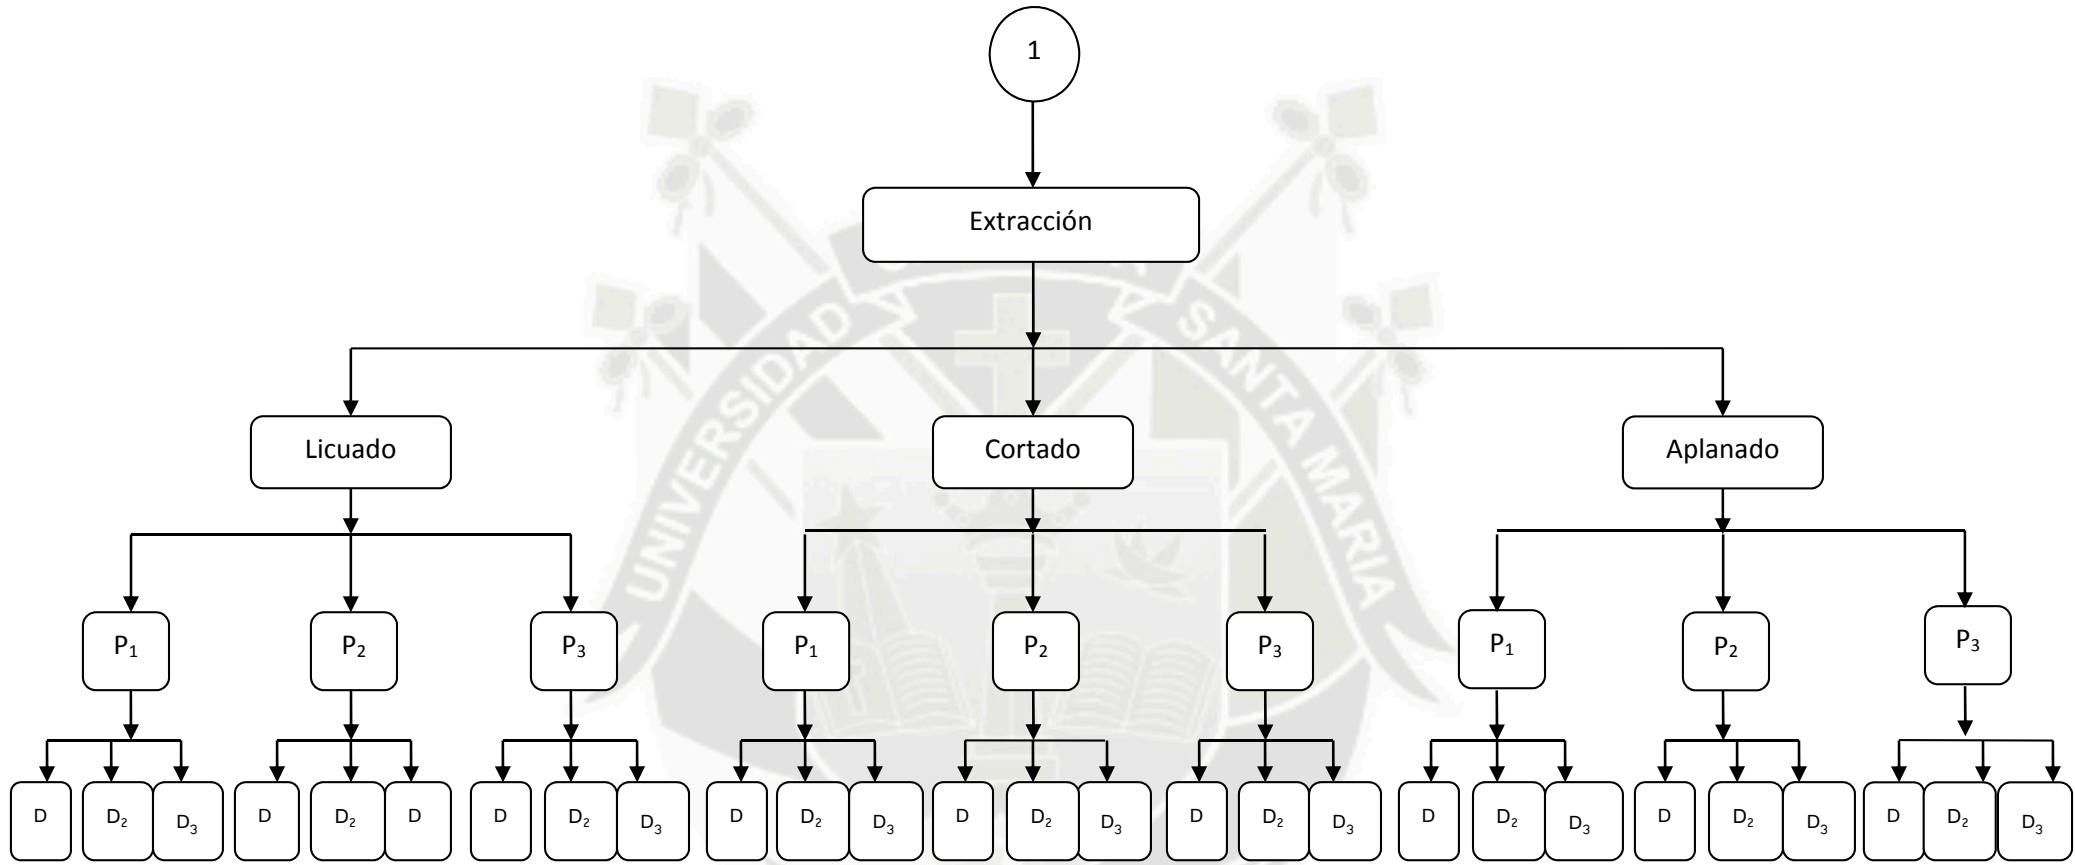 1
Extracción
Licuado Cortado Aplanado
P₁ P₂ P₃ P₁ P₂ P₃ P₁ P₂ P₃
D D₂ D₃ D D₂ D D D₂ D₃ D D₂ D₃ D D₂ D₃ D D₂ D₃ D D₂ D₃ D D₂ D₃ D D₂ D₃
UNIVERSIDAD
SANTA MARIA